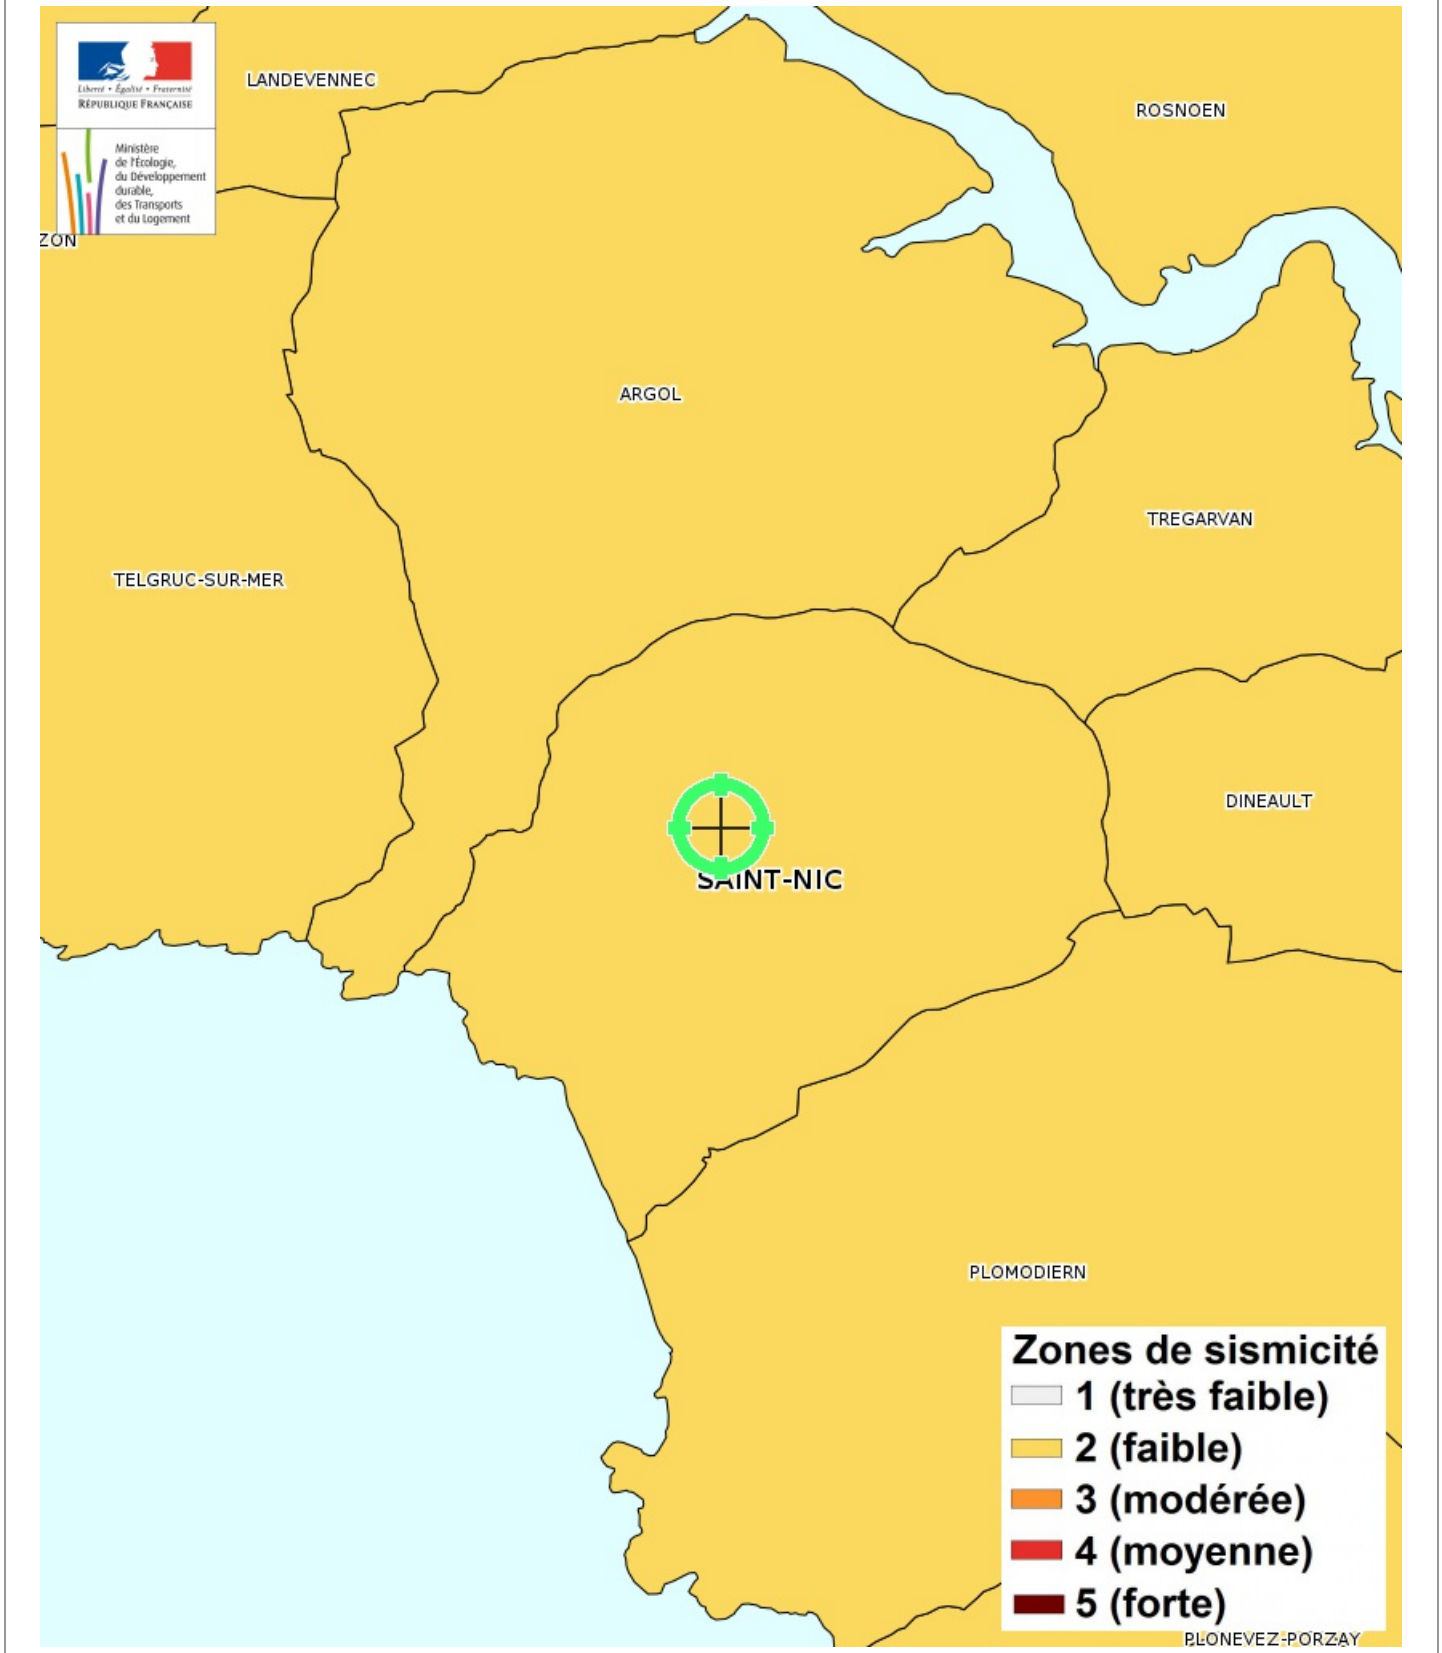 Liberté • Égalité • Fraternité
RÉPUBLIQUE FRANÇAISE
Ministère
de l'Écologie,
du Développement
durable,
des Transports
et du Logement
LANDEVENNEC
ROSNOEN
ZON
ARGOL
TREGARVAN
TELGRUC-SUR-MER
DINEAULT
SAINT-NIC
PLOMODIERN
Zones de sismicité
1 (très faible)
2 (faible)
3 (modérée)
4 (moyenne)
5 (forte)
PLONEVEZ-PORZAY